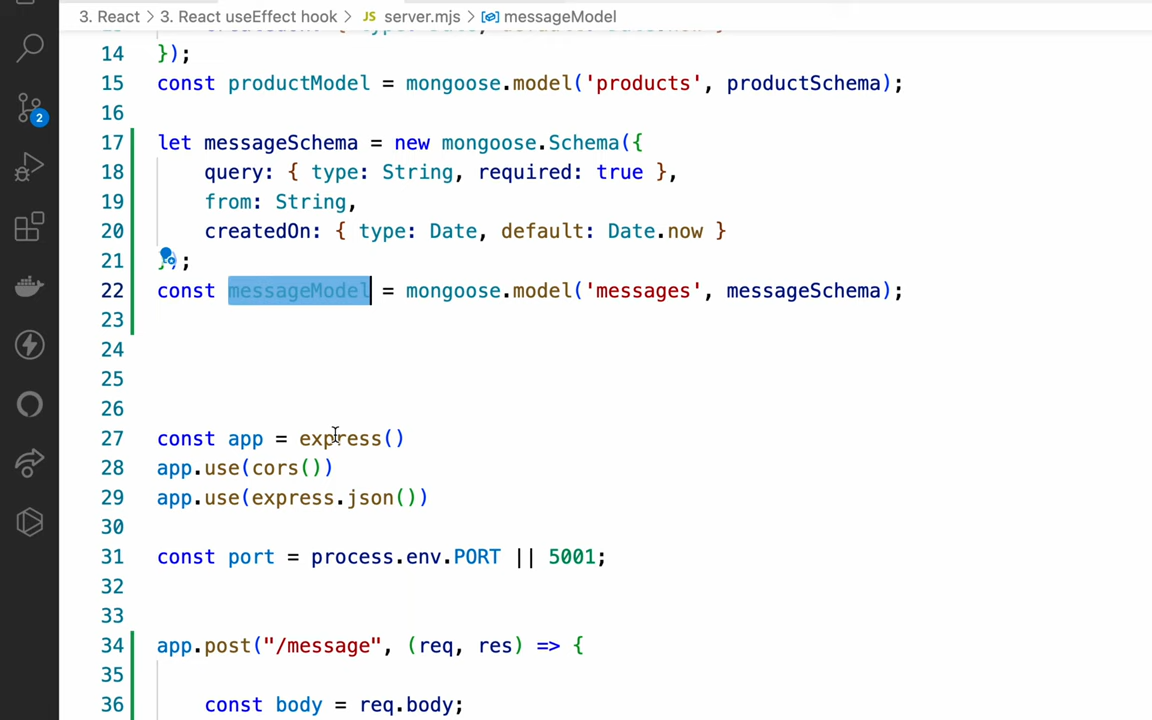 3. React > 3. React useEffect hook > JS server.mjs > messageModel
14 });
15 const productModel = mongoose.model('products', productSchema);
16
17 let messageSchema = new mongoose.Schema({
18 query: { type: String, required: true },
19 from: String,
20 createdOn: { type: Date, default: Date.now }
21 });
22 const messageModel = mongoose.model('messages', messageSchema);
23
24
25
26
27 const app = express()
28 app.use(cors())
29 app.use(express.json())
30
31 const port = process.env.PORT || 5001;
32
33
34 app.post("/message", (req, res) => {
35
36 const body = req.body;
2